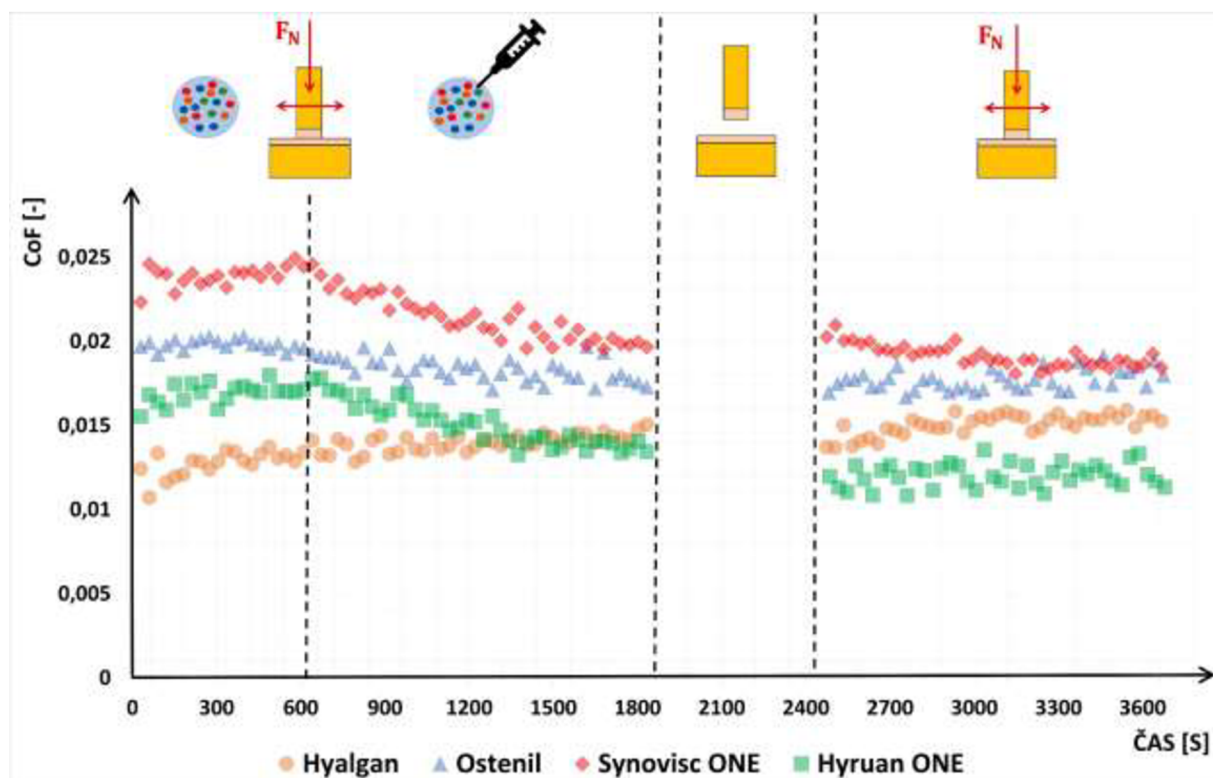 F_N
F_N
CoF [-]
0,025
0,02
0,015
0,01
0,005
0
0 300 600 900 1200 1500 1800 2100 2400 2700 3000 3300 3600
ČAS [S]
Hyalgan Ostenil Synovisc ONE Hyruan ONE